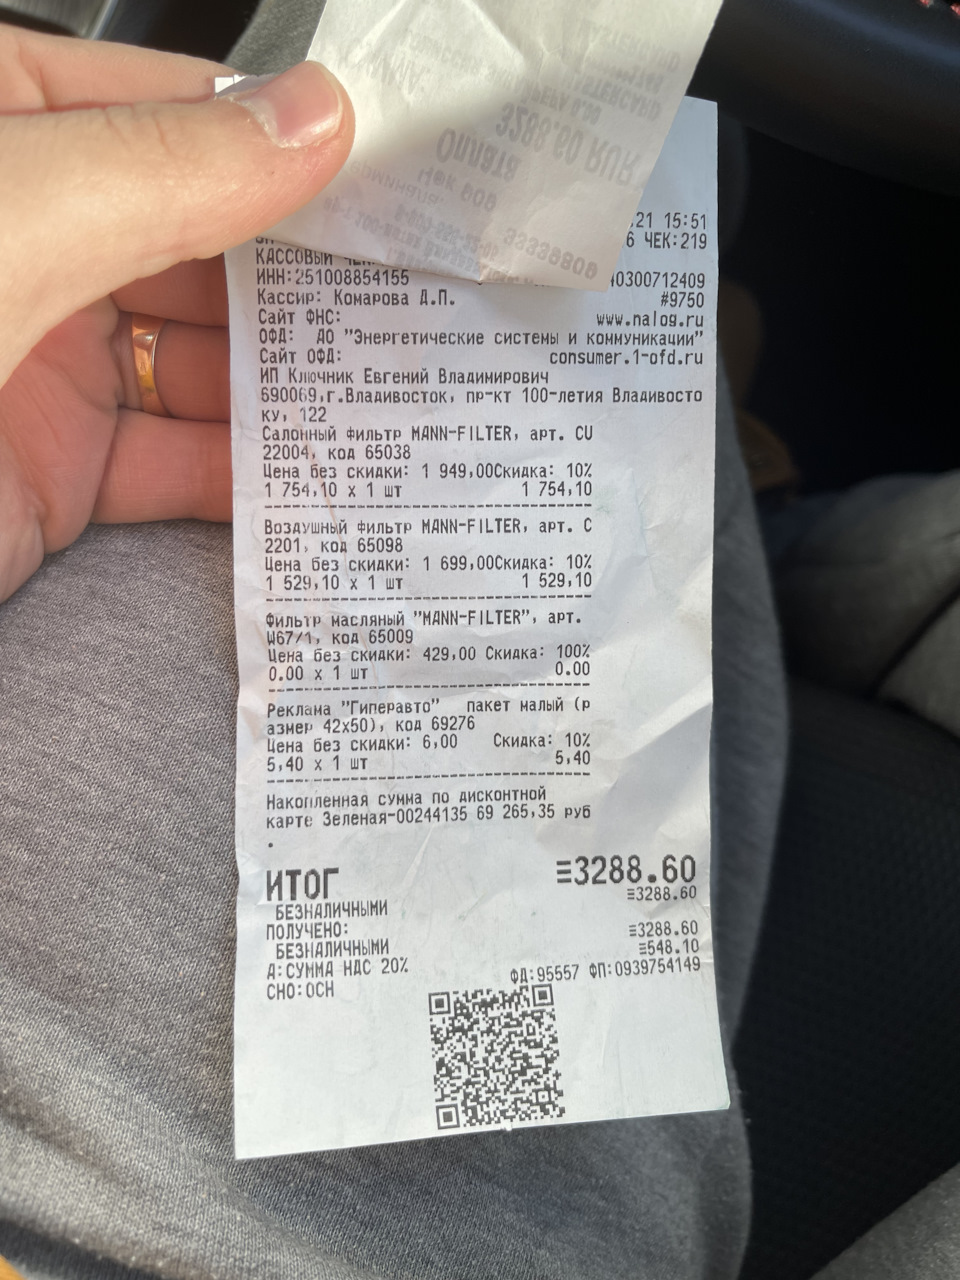 Оплата
3288.60 RUR
Чек 609
.21 15:51
6 ЧЕК:219
КАССОВЫЙ
ИНН:251008854155
0300712409
Кассир: Комарова Д.П. #9750
Сайт ФНС: www.nalog.ru
ОФД: АО "Энергетические системы и коммуникации"
Сайт ОФД: consumer.1-ofd.ru
ИП Ключник Евгений Владимирович
690069,г.Владивосток, пр-кт 100-летия Владивосто
ку, 122
Салонный фильтр MANN-FILTER, арт. CU
22004, код 65038
Цена без скидки: 1 949,00Скидка: 10%
1 754,10 x 1 шт 1 754,10
Воздушный фильтр MANN-FILTER, арт. C
2201, код 65098
Цена без скидки: 1 699,00Скидка: 10%
1 529,10 x 1 шт 1 529,10
Фильтр масляный "MANN-FILTER", арт.
W67/1, код 65009
Цена без скидки: 429,00 Скидка: 100%
0.00 x 1 шт 0.00
Реклама "Гиперавто" пакет малый (р
азмер 42x50), код 69276
Цена без скидки: 6,00 Скидка: 10%
5,40 x 1 шт 5,40
Накопленная сумма по дисконтной
карте Зеленая-00244135 69 265,35 руб
.
ИТОГ ≡3288.60
БЕЗНАЛИЧНЫМИ ≡3288.60
ПОЛУЧЕНО:
БЕЗНАЛИЧНЫМИ ≡3288.60
А:СУММА НДС 20% ≡548.10
СНО:ОСН ФД:95557 ФП:0939754149